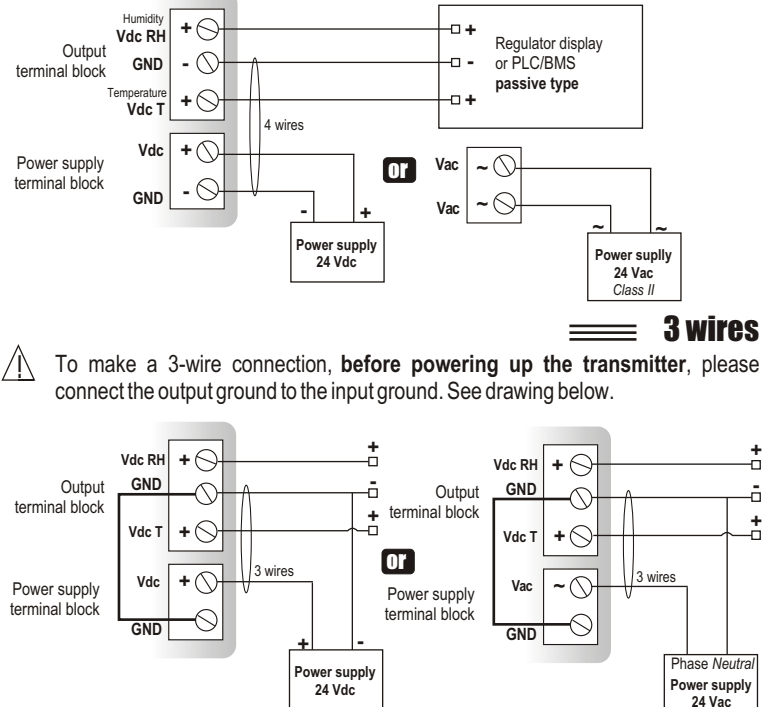 Humidity
Vdc RH
+
Output
terminal block
GND
-
Temperature
Vdc T
+
+
-
+
Regulator display
or PLC/BMS
passive type
4 wires
Power supply
terminal block
Vdc
+
GND
-
- +
Power supply
24 Vdc
or
Vac ~
Vac ~
~ ~
Power suplly
24 Vac
Class II
3 wires
To make a 3-wire connection, before powering up the transmitter, please
connect the output ground to the input ground. See drawing below.
Vdc RH + +
GND -
Output
terminal block
Vdc T + +
3 wires
Vdc +
Power supply
terminal block
GND
+ -
Power supply
24 Vdc
or
Vdc RH + +
GND -
Output
terminal block
Vdc T + +
3 wires
Vac ~
Power supply
terminal block
GND
Phase Neutral
Power supply
24 Vac